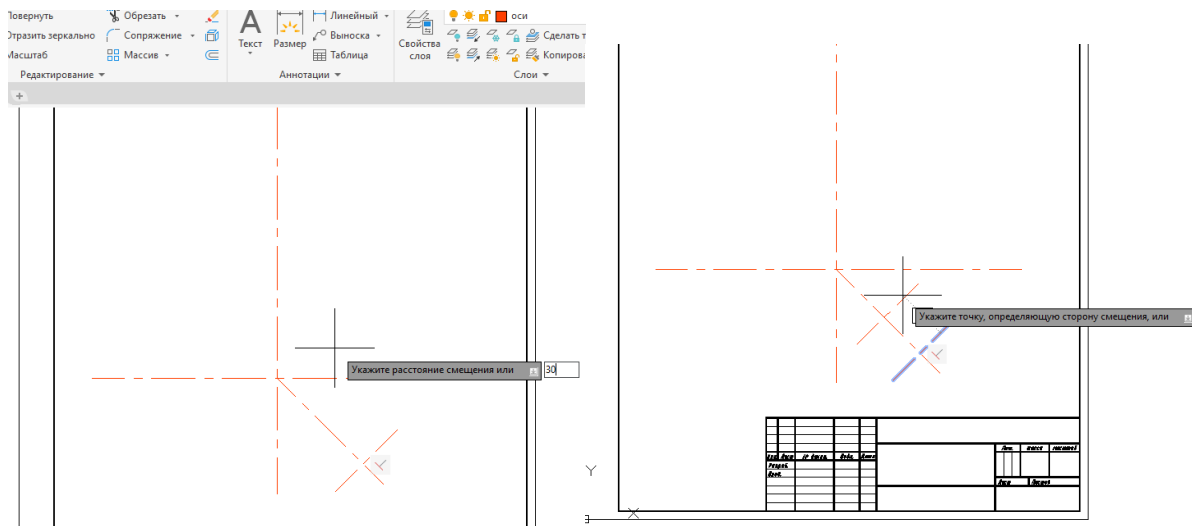 Повернуть
Обрезать
Отразить зеркально
Сопряжение
Масштаб
Массив
Редактирование
Текст
Размер
Линейный
Выноска
Таблица
Аннотации
Свойства
слоя
оси
Сделать т
Копирова
Слои
Укажите расстояние смещения или
30
Укажите точку, определяющую сторону смещения, или
Y
X